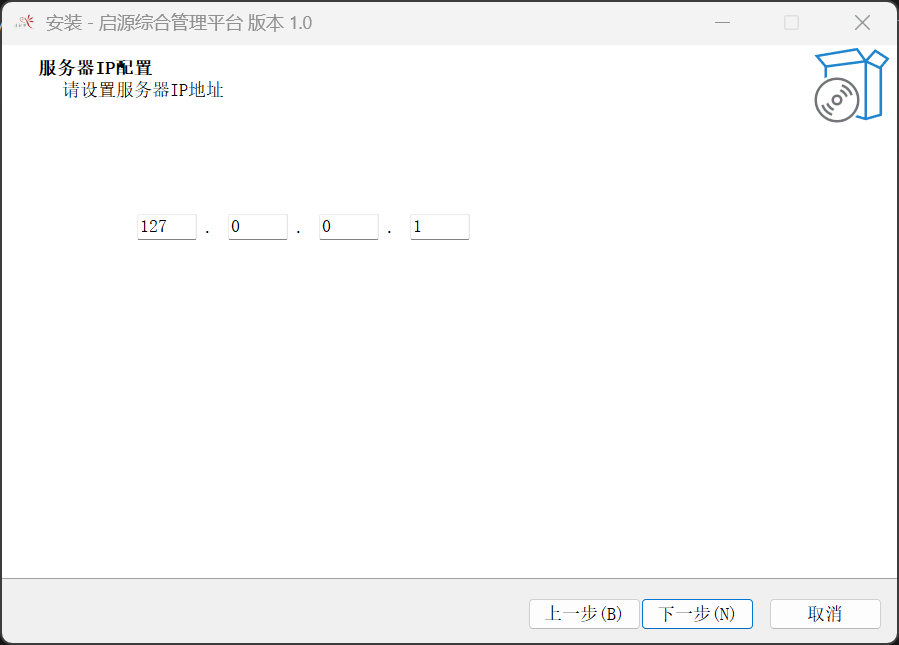 安装 - 启源综合管理平台 版本 1.0
服务器IP配置
请设置服务器IP地址
127 . 0 . 0 . 1
上一步(B) 下一步(N) 取消